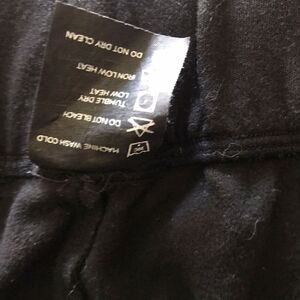 MACHINE WASH COLD
DO NOT BLEACH
TUMBLE DRY
LOW HEAT
IRON LOW HEAT
DO NOT DRY CLEAN